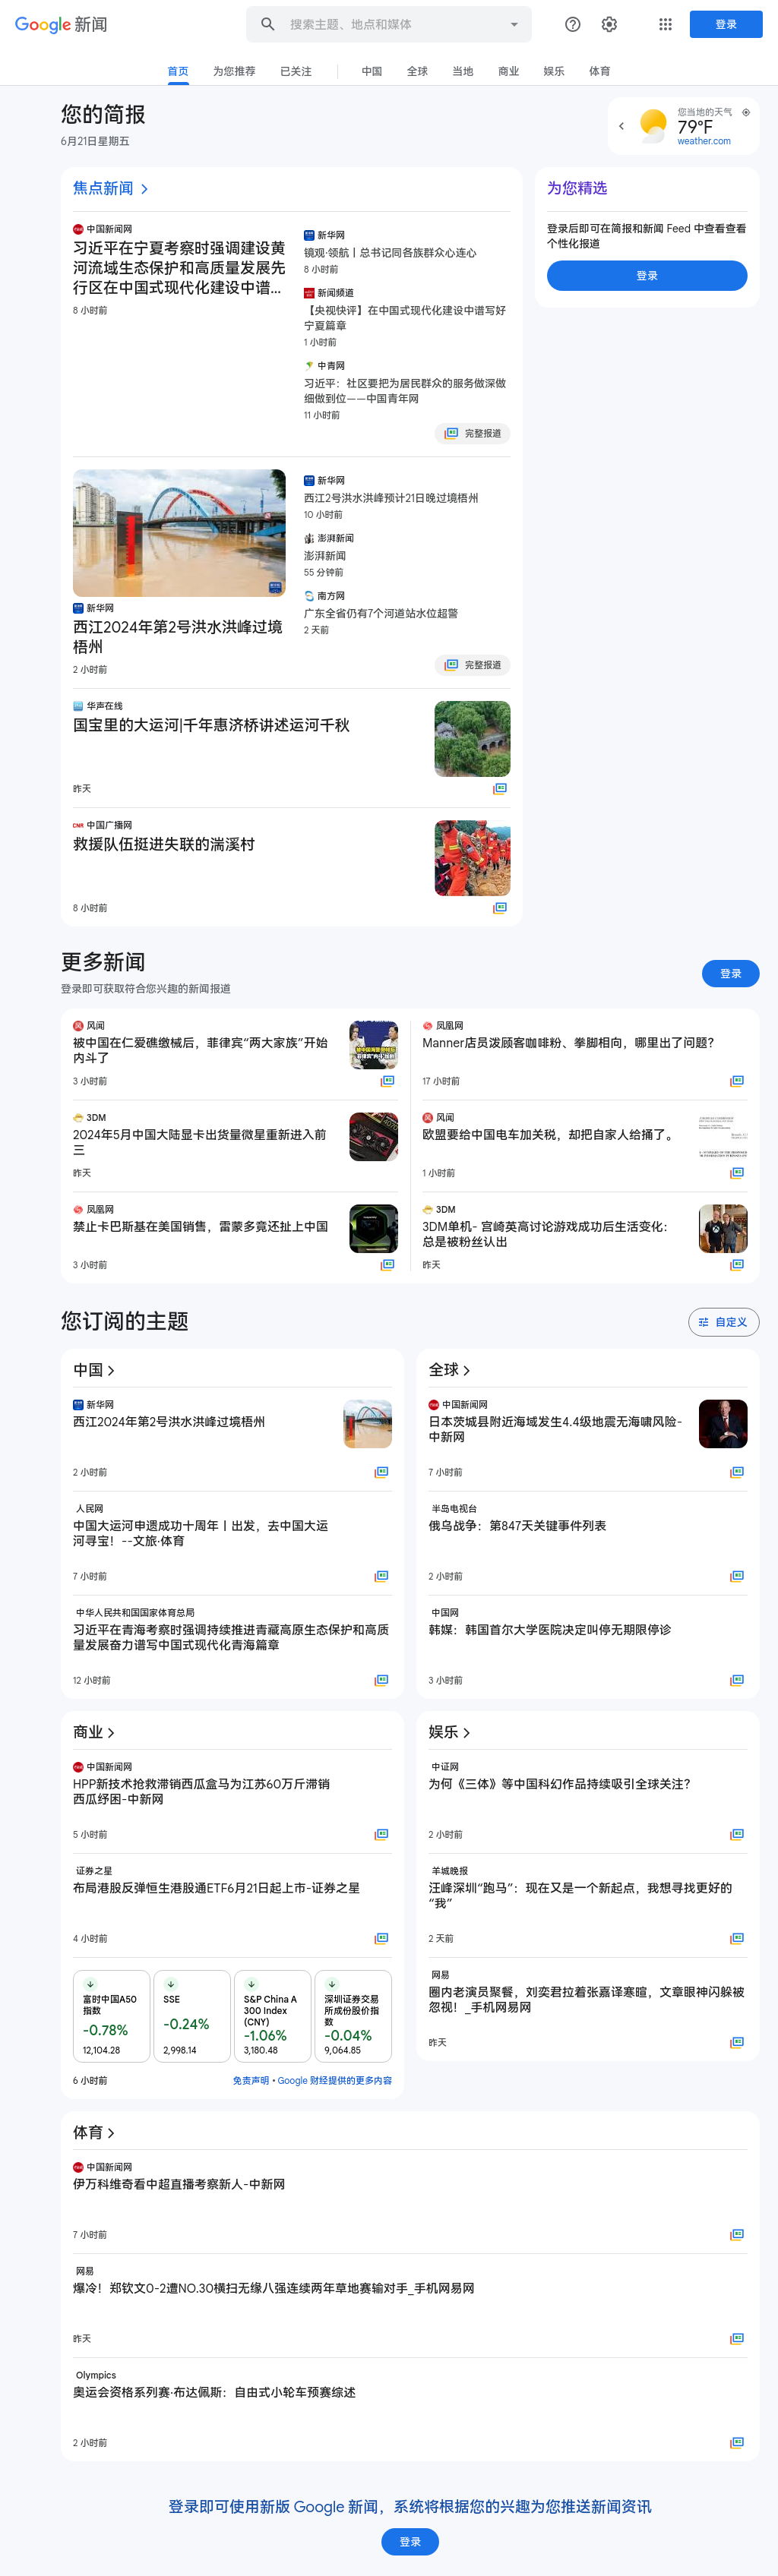 Google 新闻
搜索主题、地点和媒体
登录
首页
为您推荐
已关注
中国
全球
当地
商业
娱乐
体育
您的简报
6月21日星期五
您当地的天气
79°F
weather.com
焦点新闻
中国新闻网
习近平在宁夏考察时强调建设黄
河流域生态保护和高质量发展先
行区在中国式现代化建设中谱...
8 小时前
新华网
镜观·领航丨总书记同各族群众心连心
8 小时前
新闻频道
【央视快评】在中国式现代化建设中谱写好
宁夏篇章
1 小时前
中青网
习近平：社区要把为居民群众的服务做深做
细做到位——中国青年网
11 小时前
完整报道
为您精选
登录后即可在简报和新闻 Feed 中查看查看
个性化报道
登录
新华网
西江2024年第2号洪水洪峰过境
梧州
2 小时前
新华网
西江2号洪水洪峰预计21日晚过境梧州
10 小时前
澎湃新闻
澎湃新闻
55 分钟前
南方网
广东全省仍有7个河道站水位超警
2 天前
完整报道
华声在线
国宝里的大运河|千年惠济桥讲述运河千秋
昨天
中国广播网
救援队伍挺进失联的湍溪村
8 小时前
更多新闻
登录即可获取符合您兴趣的新闻报道
登录
风闻
被中国在仁爱礁缴械后，菲律宾“两大家族”开始
内斗了
3 小时前
凤凰网
Manner店员泼顾客咖啡粉、拳脚相向，哪里出了问题？
17 小时前
3DM
2024年5月中国大陆显卡出货量微星重新进入前
三
昨天
风闻
欧盟要给中国电车加关税，却把自家人给捅了。
1 小时前
凤凰网
禁止卡巴斯基在美国销售，雷蒙多竟还扯上中国
3 小时前
3DM
3DM单机- 宫崎英高讨论游戏成功后生活变化：
总是被粉丝认出
昨天
您订阅的主题
自定义
中国
新华网
西江2024年第2号洪水洪峰过境梧州
2 小时前
人民网
中国大运河申遗成功十周年丨出发，去中国大运
河寻宝！--文旅·体育
7 小时前
中华人民共和国国家体育总局
习近平在青海考察时强调持续推进青藏高原生态保护和高质
量发展奋力谱写中国式现代化青海篇章
12 小时前
全球
中国新闻网
日本茨城县附近海域发生4.4级地震无海啸风险-
中新网
7 小时前
半岛电视台
俄乌战争：第847天关键事件列表
2 小时前
中国网
韩媒：韩国首尔大学医院决定叫停无期限停诊
3 小时前
商业
中国新闻网
HPP新技术抢救滞销西瓜盒马为江苏60万斤滞销
西瓜纾困-中新网
5 小时前
证券之星
布局港股反弹恒生港股通ETF6月21日起上市-证券之星
4 小时前
富时中国A50
指数
-0.78%
12,104.28
SSE
-0.24%
2,998.14
S&P China A
300 Index
(CNY)
-1.06%
3,180.48
深圳证券交易
所成份股价指
数
-0.04%
9,064.85
6 小时前
免责声明 • Google 财经提供的更多内容
娱乐
中证网
为何《三体》等中国科幻作品持续吸引全球关注？
2 小时前
羊城晚报
汪峰深圳“跑马”：现在又是一个新起点，我想寻找更好的
“我”
2 天前
网易
圈内老演员聚餐，刘奕君拉着张嘉译寒暄，文章眼神闪躲被
忽视！_手机网易网
昨天
体育
中国新闻网
伊万科维奇看中超直播考察新人-中新网
7 小时前
网易
爆冷！郑钦文0-2遭NO.30横扫无缘八强连续两年草地赛输对手_手机网易网
昨天
Olympics
奥运会资格系列赛·布达佩斯：自由式小轮车预赛综述
2 小时前
登录即可使用新版 Google 新闻，系统将根据您的兴趣为您推送新闻资讯
登录